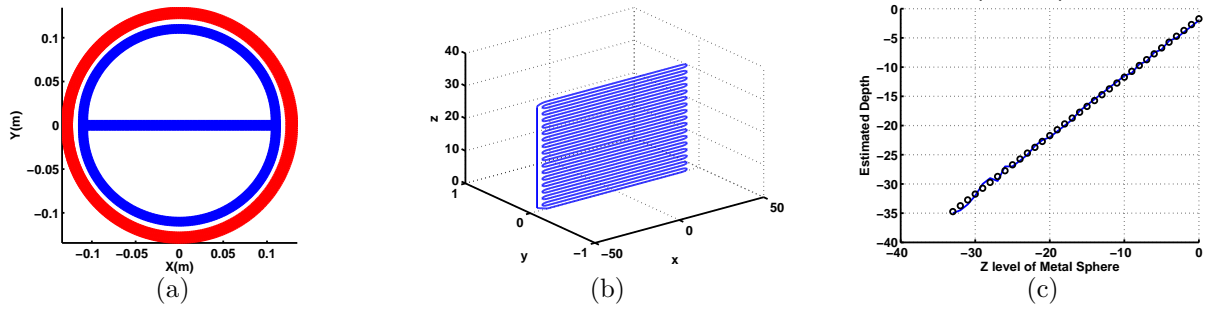 0.1
0.05
0
−0.05
−0.1
Y(m)
−0.1 −0.05 0 0.05 0.1
X(m)
(a)
40
30
20
10
0
z
1
0
−1
y
−50
0
50
x
(b)
0
−5
−10
−15
−20
−25
−30
−35
−40
Estimated Depth
−40 −30 −20 −10 0
Z level of Metal Sphere
(c)